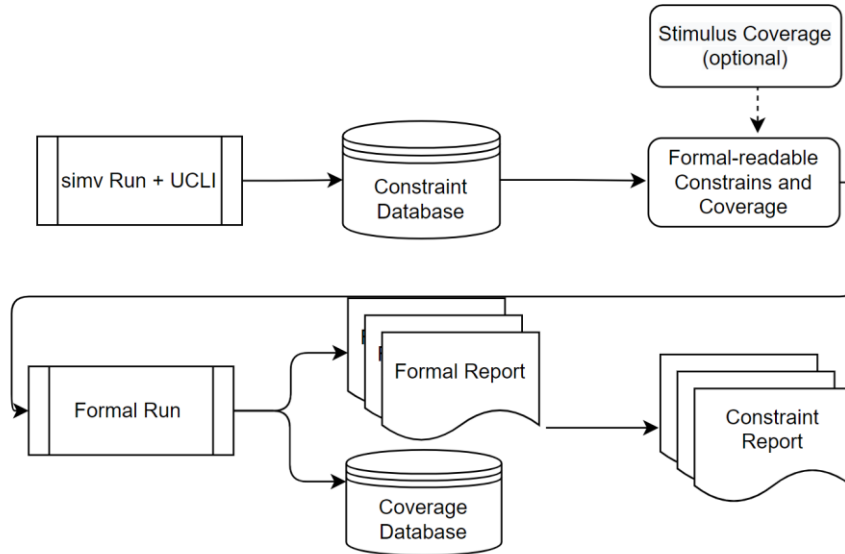 Stimulus Coverage
(optional)
simv Run + UCLI
Constraint
Database
Formal-readable
Constrains and
Coverage
Formal Run
Formal Report
Constraint
Report
Coverage
Database